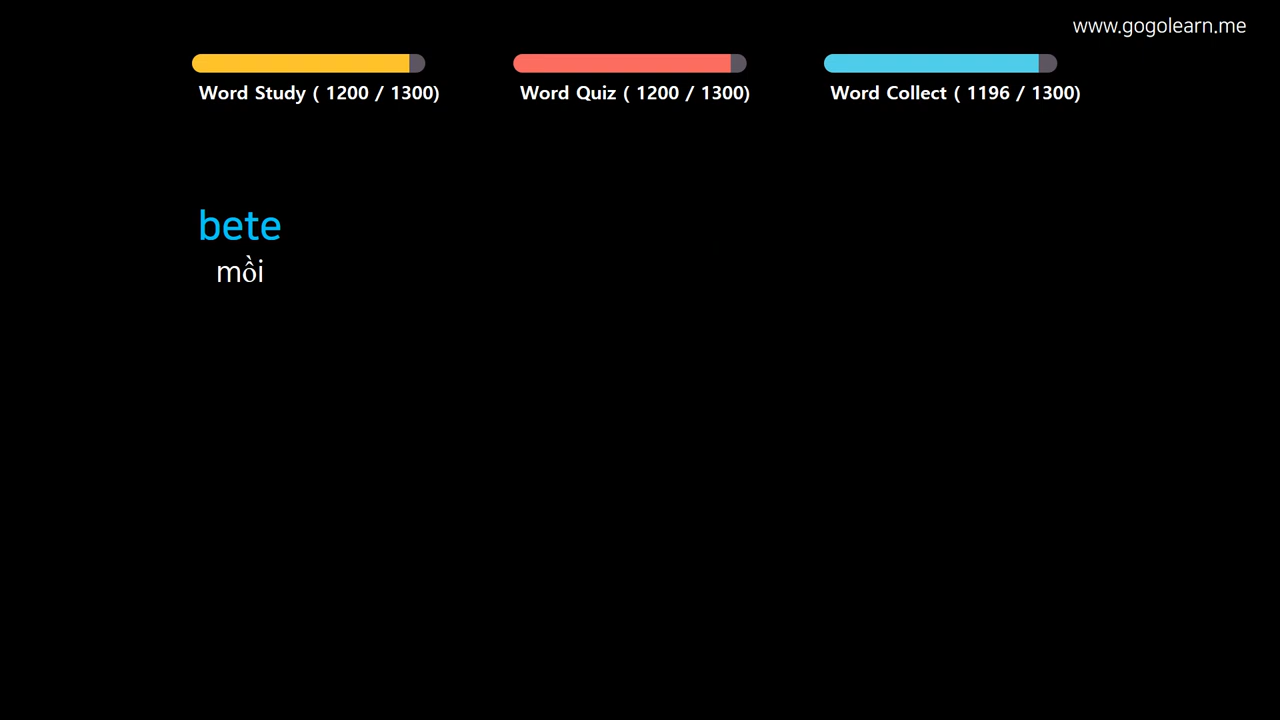 www.gogolearn.me
Word Study ( 1200 / 1300)
Word Quiz ( 1200 / 1300)
Word Collect ( 1196 / 1300)
bete
mồi